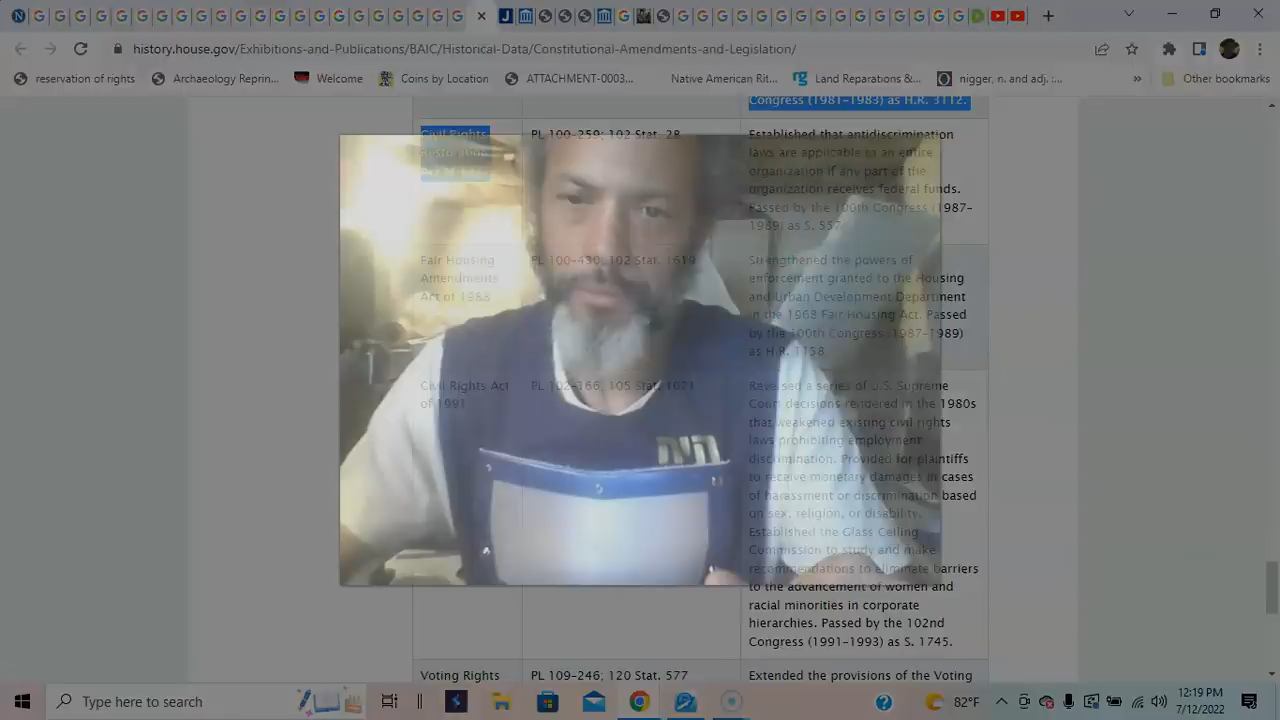 history.house.gov/Exhibitions-and-Publications/BAIC/Historical-Data/Constitutional-Amendments-and-Legislation/
reservation of rights
Archaeology Reprin...
Welcome
Coins by Location
ATTACHMENT-0003...
Native American Rit...
Land Reparations &...
nigger, n. and adj. :...
»
Other bookmarks
Congress (1981–1983) as H.R. 3112.
Civil Rights
PL 100–259; 102 Stat. 28
Established that antidiscrimination
laws are applicable to an entire
organization if any part of the
organization receives federal funds.
Passed by the 100th Congress (1987–
1989) as S. 557.
Fair Housing
Amendments
Act of 1988
PL 100–430; 102 Stat. 1619
Strengthened the powers of
enforcement granted to the Housing
and Urban Development Department
in the 1968 Fair Housing Act. Passed
by the 100th Congress (1987–1989)
as H.R. 1158.
Civil Rights Act
of 1991
PL 102–166; 105 Stat. 1071
Reversed a series of U.S. Supreme
Court decisions rendered in the 1980s
that weakened existing civil rights
laws prohibiting employment
discrimination. Provided for plaintiffs
to receive monetary damages in cases
of harassment or discrimination based
on sex, religion, or disability.
Established the Glass Ceiling
Commission to study and make
recommendations to eliminate barriers
to the advancement of women and
racial minorities in corporate
hierarchies. Passed by the 102nd
Congress (1991–1993) as S. 1745.
Voting Rights
PL 109–246; 120 Stat. 577
Extended the provisions of the Voting
Type here to search
82°F
12:19 PM
7/12/2022